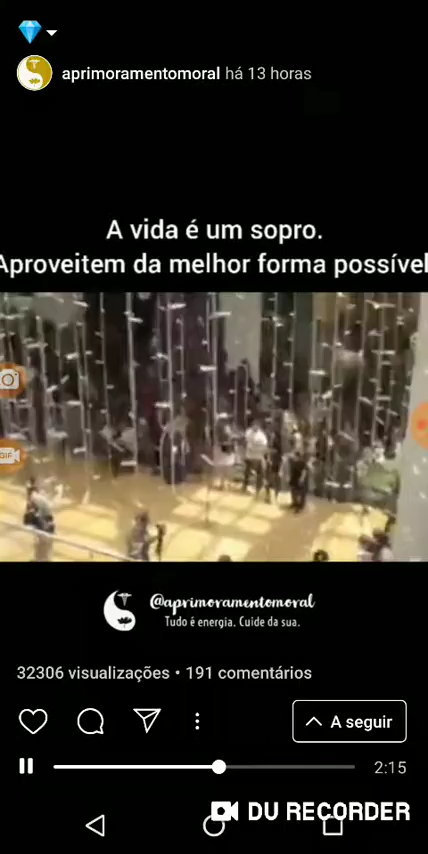 aprimoramentomoral há 13 horas
A vida é um sopro.
Aproveitem da melhor forma possível
GIF
@aprimoramentomoral
Tudo é energia. Cuide da sua.
32306 visualizações • 191 comentários
A seguir
2:15
DU RECORDER